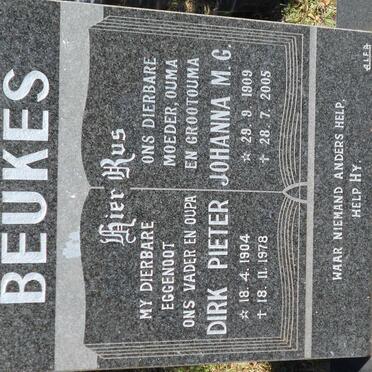 BEUKES
Hier Rus
MY DIERBARE
EGGENOOT
ONS VADER EN OUPA
DIRK PIETER
☆ 18. 4. 1904
† 18. 11. 1978
ONS DIERBARE
MOEDER, OUMA
EN GROOTOUMA
JOHANNA M. G.
☆ 29. 9. 1909
† 28. 7. 2005
WAAR NIEMAND ANDERS HELP,
HELP HY.